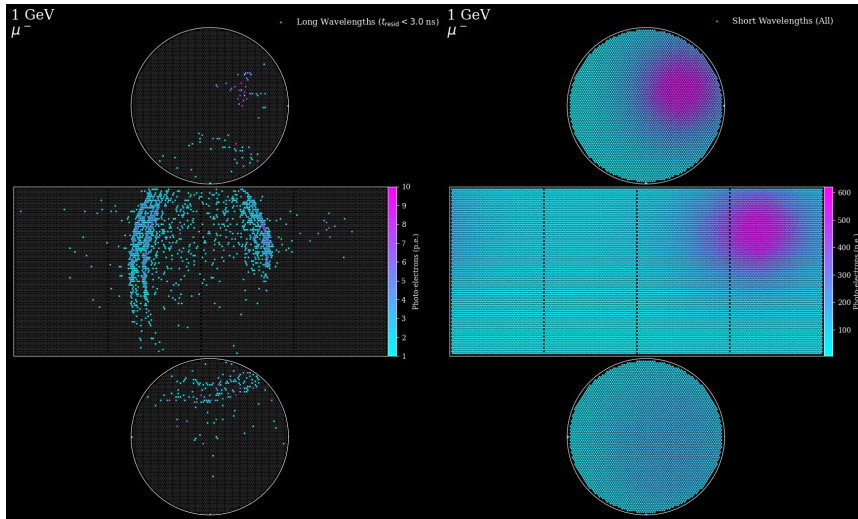 1 GeV
μ⁻
Long Wavelengths (t_resid < 3.0 ns)
10
9
8
7
6
5
4
3
2
1
Photo-electrons (p.e.)
1 GeV
μ⁻
Short Wavelengths (All)
600
500
400
300
200
100
Photo-electrons (p.e.)